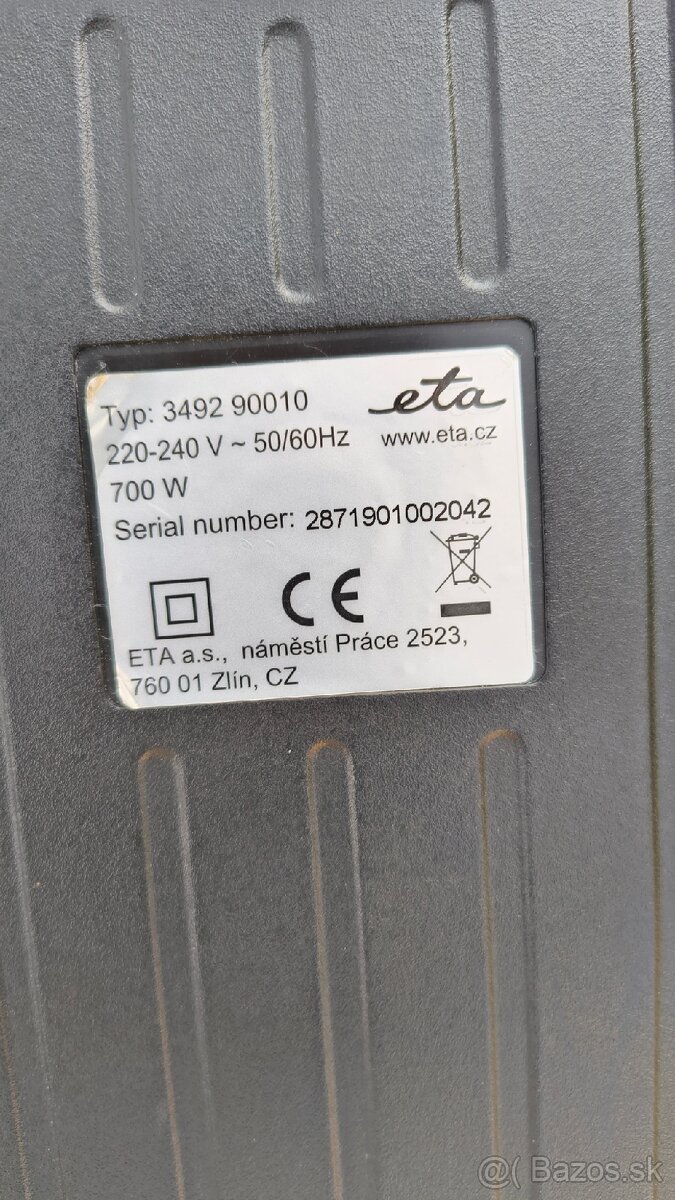 Typ: 3492 90010
eta
220-240 V ~ 50/60Hz
www.eta.cz
700 W
Serial number: 2871901002042
CE
ETA a.s., náměstí Práce 2523,
760 01 Zlín, CZ
@( Bazos.sk